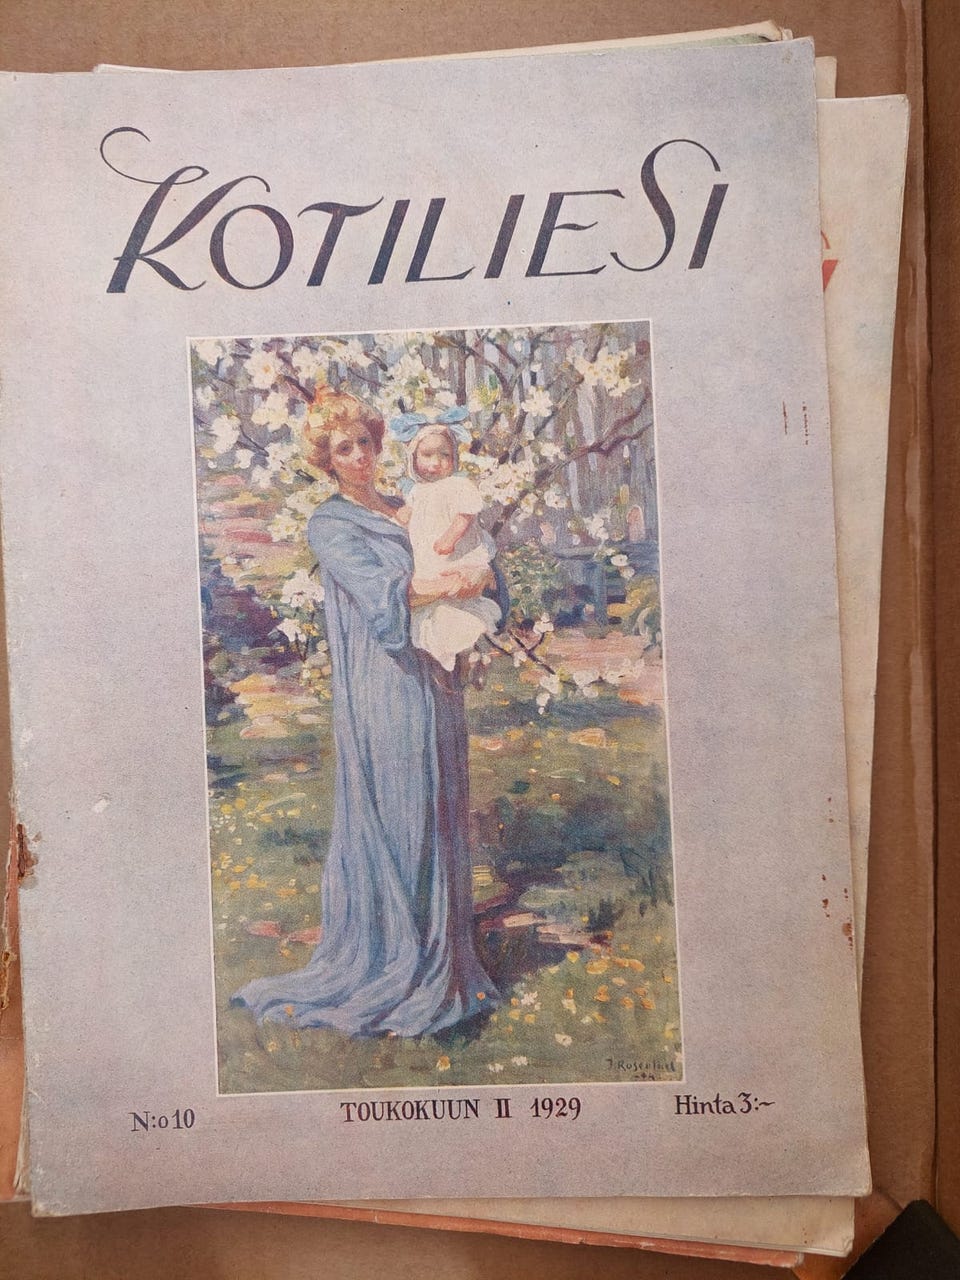 KOTILIESI
N:o 10
TOUKOKUUN II 1929
Hinta 3:~